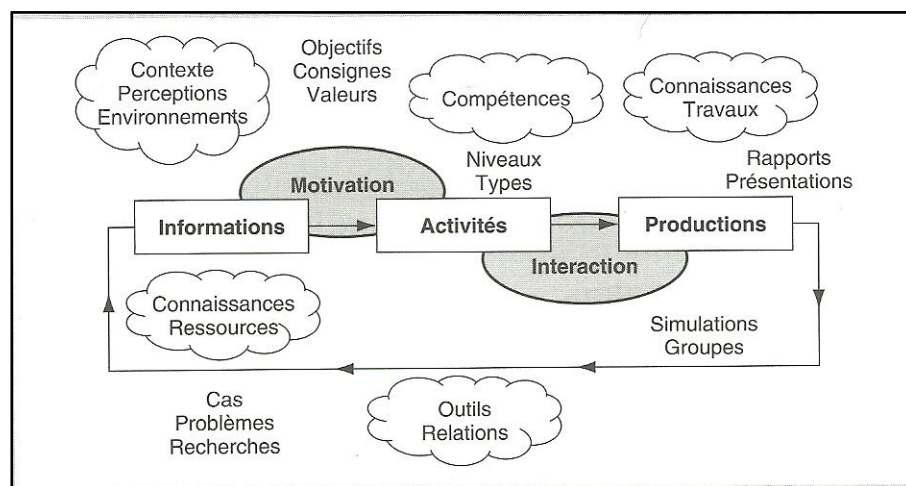 Contexte
Perceptions
Environnements
Objectifs
Consignes
Valeurs
Compétences
Connaissances
Travaux
Niveaux
Types
Rapports
Présentations
Motivation
Informations
Activités
Productions
Interaction
Connaissances
Ressources
Simulations
Groupes
Cas
Problèmes
Recherches
Outils
Relations